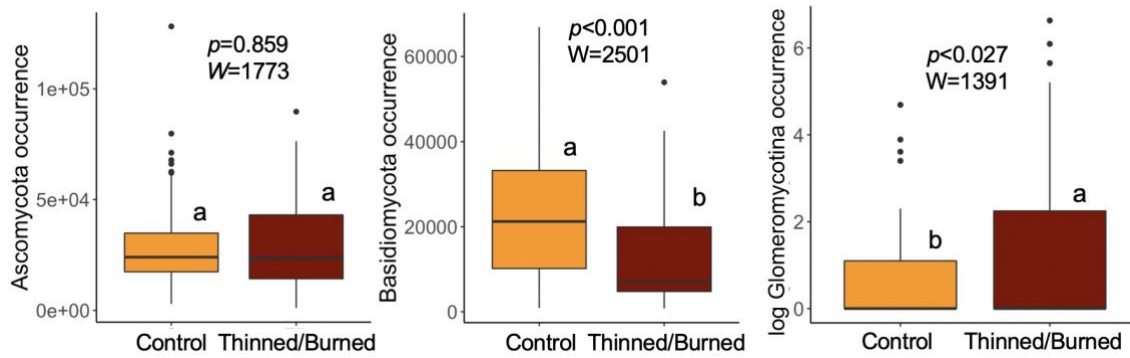 Ascomycota occurrence
1e+05
5e+04
0e+00
p=0.859
W=1773
a
a
Control Thinned/Burned
Basidiomycota occurrence
60000
40000
20000
0
p<0.001
W=2501
a
b
Control Thinned/Burned
log Glomeromycotina occurrence
6
4
2
0
p<0.027
W=1391
b
a
Control Thinned/Burned